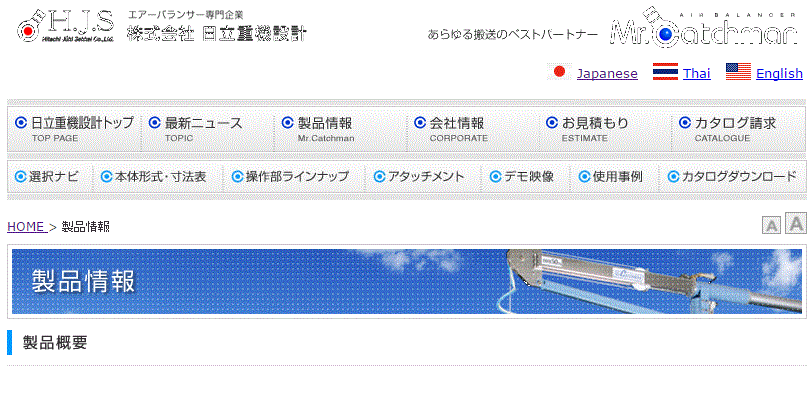 H.J.S
Hitachi Jûki Sekkei Co.,Ltd.
エアーバランサー専門企業
株式会社 日立重機設計
あらゆる搬送のベストパートナー
AIR BALANCER
Mr.Catchman
Japanese Thai English
日立重機設計トップ 最新ニュース 製品情報 会社情報 お見積もり カタログ請求
TOP PAGE TOPIC Mr.Catchman CORPORATE ESTIMATE CATALOGUE
選択ナビ 本体形式・寸法表 操作部ラインナップ アタッチメント デモ映像 使用事例 カタログダウンロード
HOME > 製品情報
A A
製品情報
製品概要